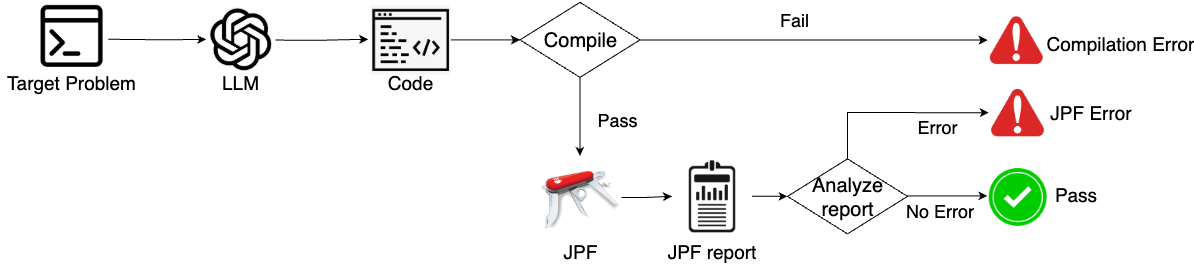 Target Problem
LLM
Code
Compile
Fail
Compilation Error
Pass
JPF
JPF report
Analyze
report
Error
JPF Error
No Error
Pass